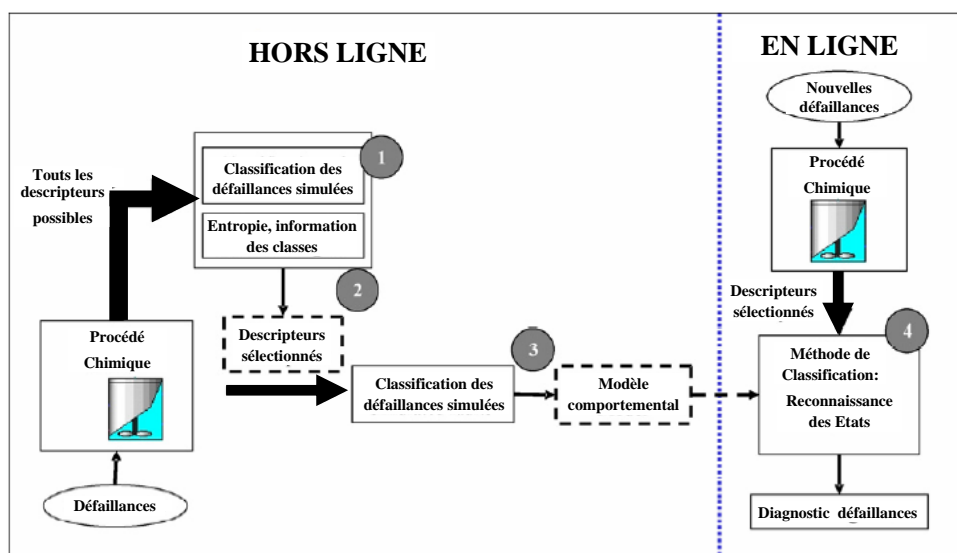 HORS LIGNE
EN LIGNE
Nouvelles
défaillances
1
Touts les
descripteurs
possibles
Classification des
défaillances simulées
Entropie, information
des classes
Procédé
Chimique
2
Descripteurs
sélectionnés
Descripteurs
sélectionnés
Procédé
Chimique
3
4
Classification des
défaillances simulées
Modèle
comportemental
Méthode de
Classification:
Reconnaissance
des Etats
Défaillances
Diagnostic défaillances